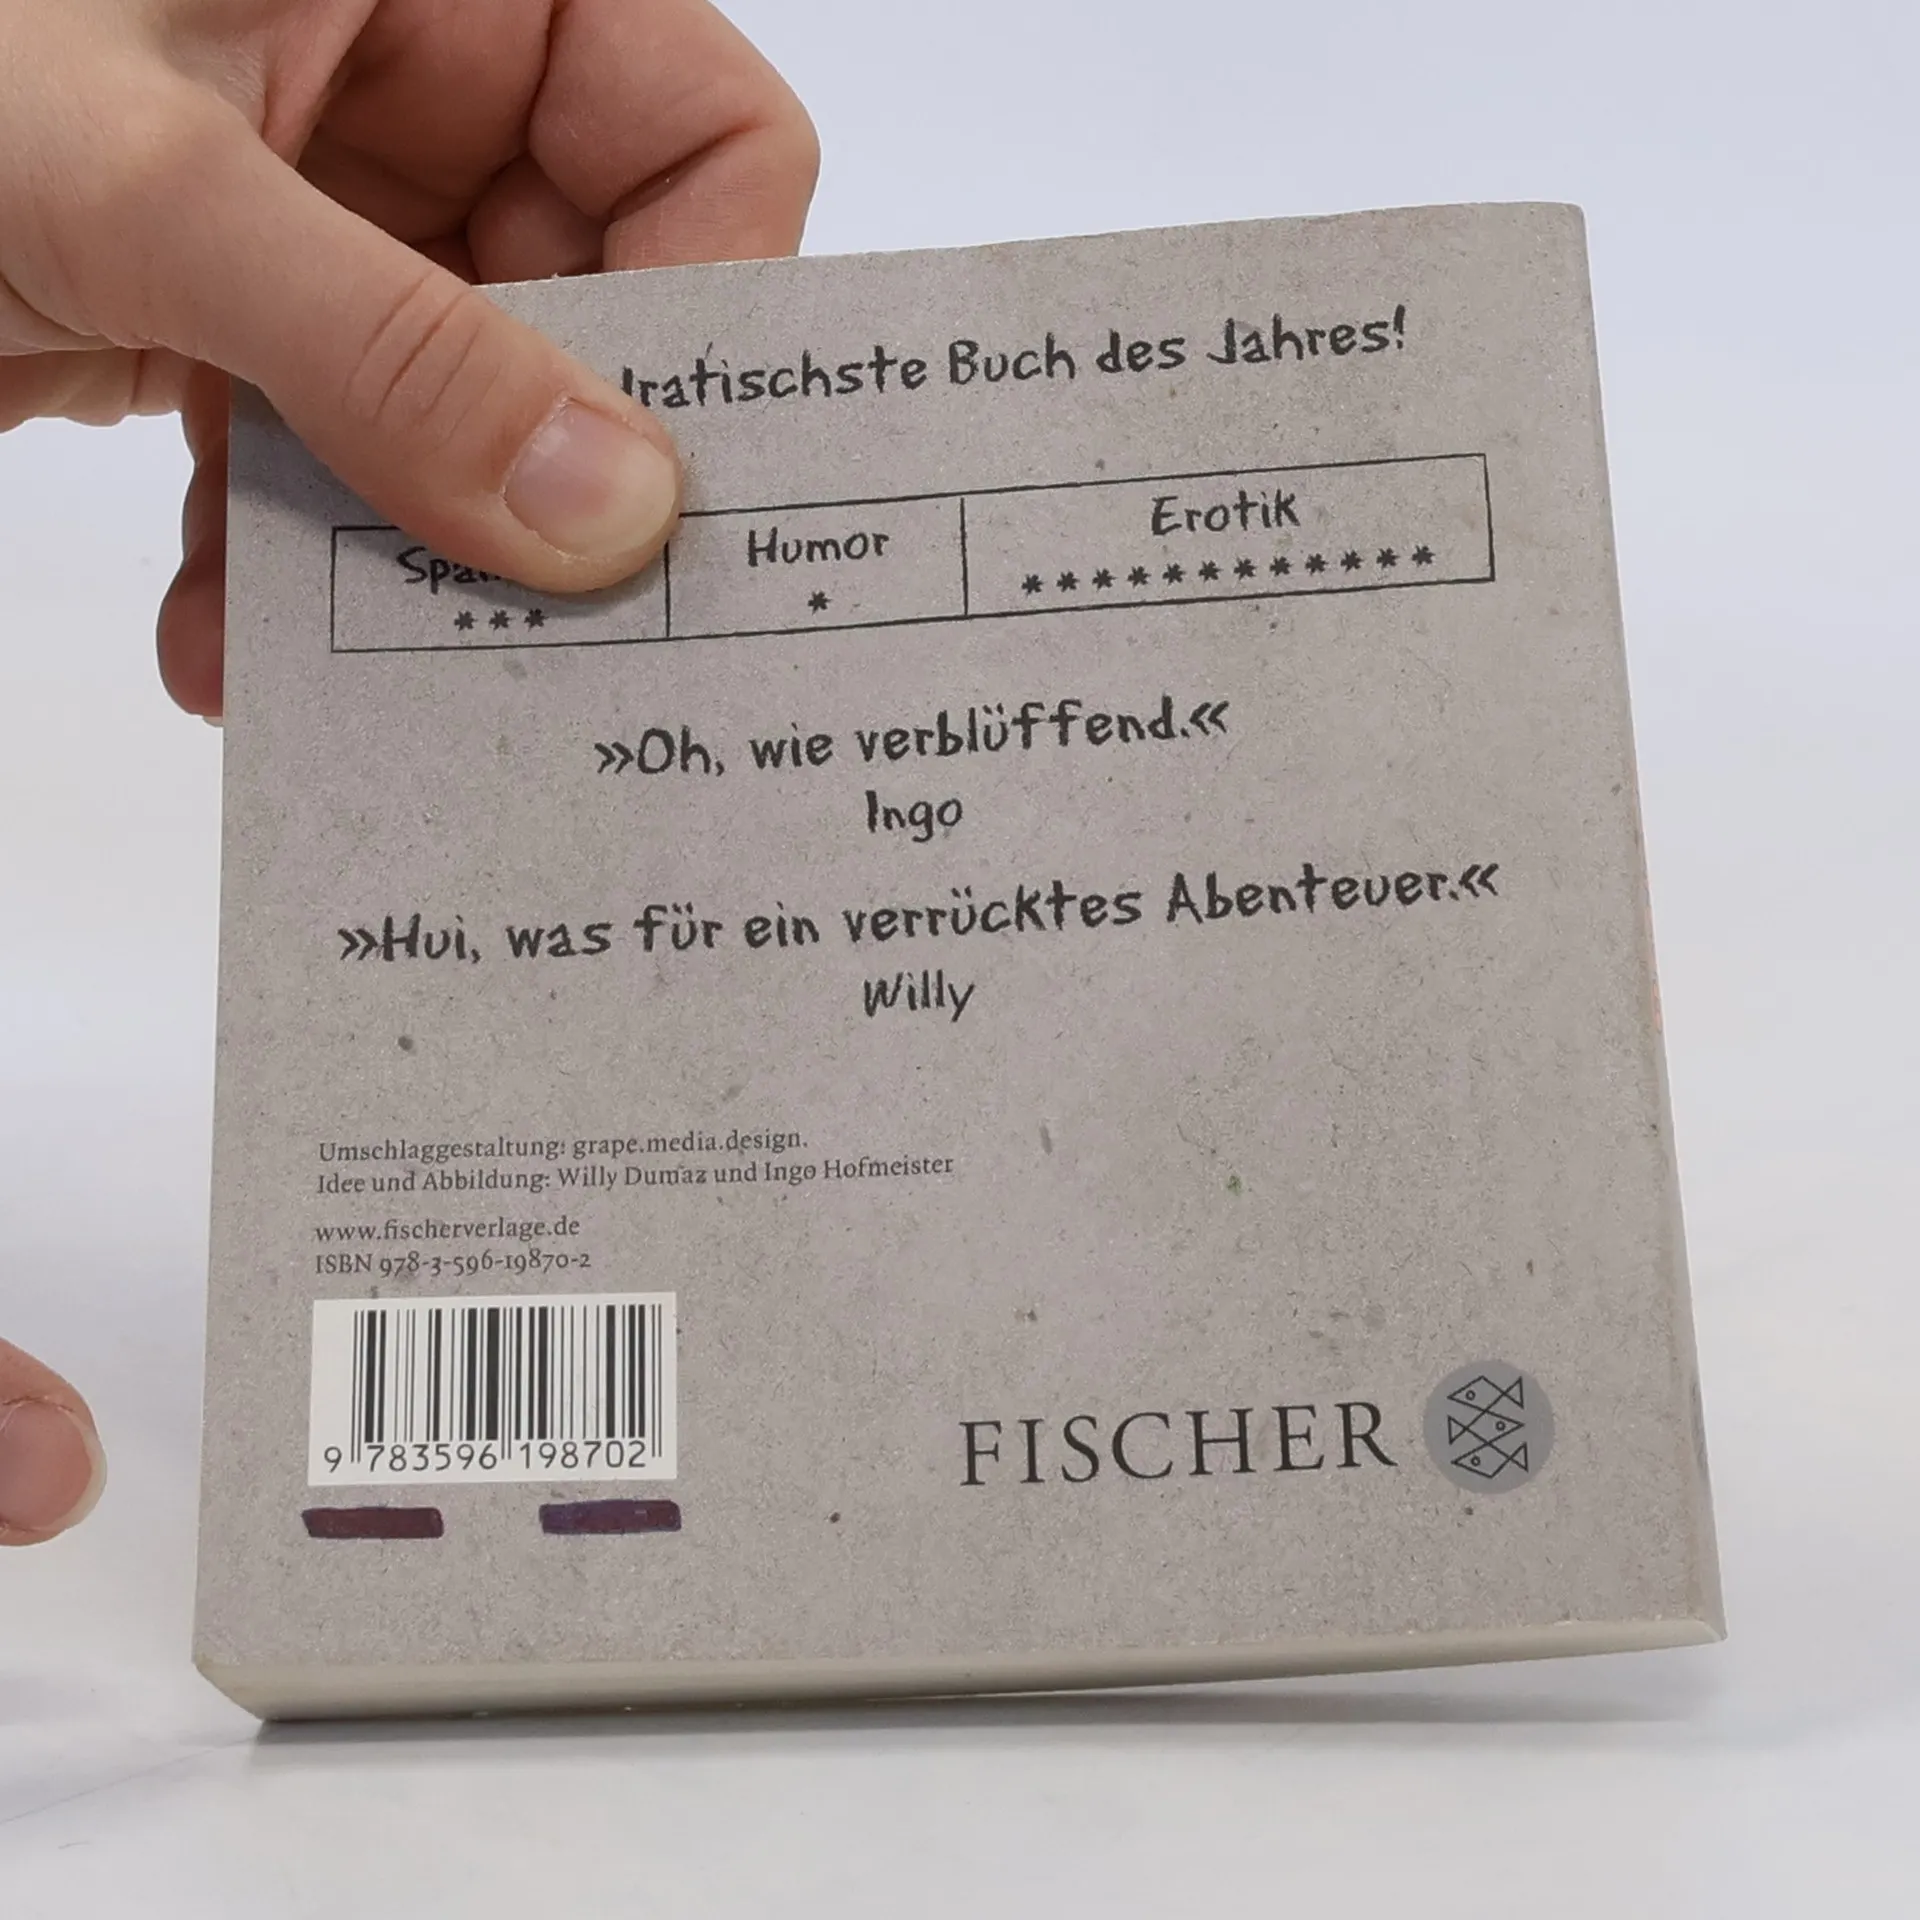 Buch des Jahres!
Humor
Erotik
* * *
*
* * * * * * * * * * * *
»Oh, wie verblüffend.«
Ingo
»Hui, was für ein verrücktes Abenteuer.«
Willy
Umschlaggestaltung: grape.media.design.
Idee und Abbildung: Willy Dumaz und Ingo Hofmeister
www.fischerverlage.de
ISBN 978-3-596-19870-2
9 783596 198702
FISCHER